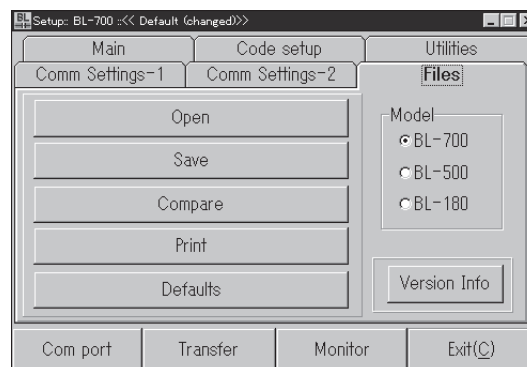 BL Setup:: BL-700 ::<< Default (changed)>>>
Main Code setup Utilities
Comm Settings-1 Comm Settings-2 Files
Open
Save
Compare
Print
Defaults
Model
BL-700
BL-500
BL-180
Version Info
Com port Transfer Monitor Exit(C)